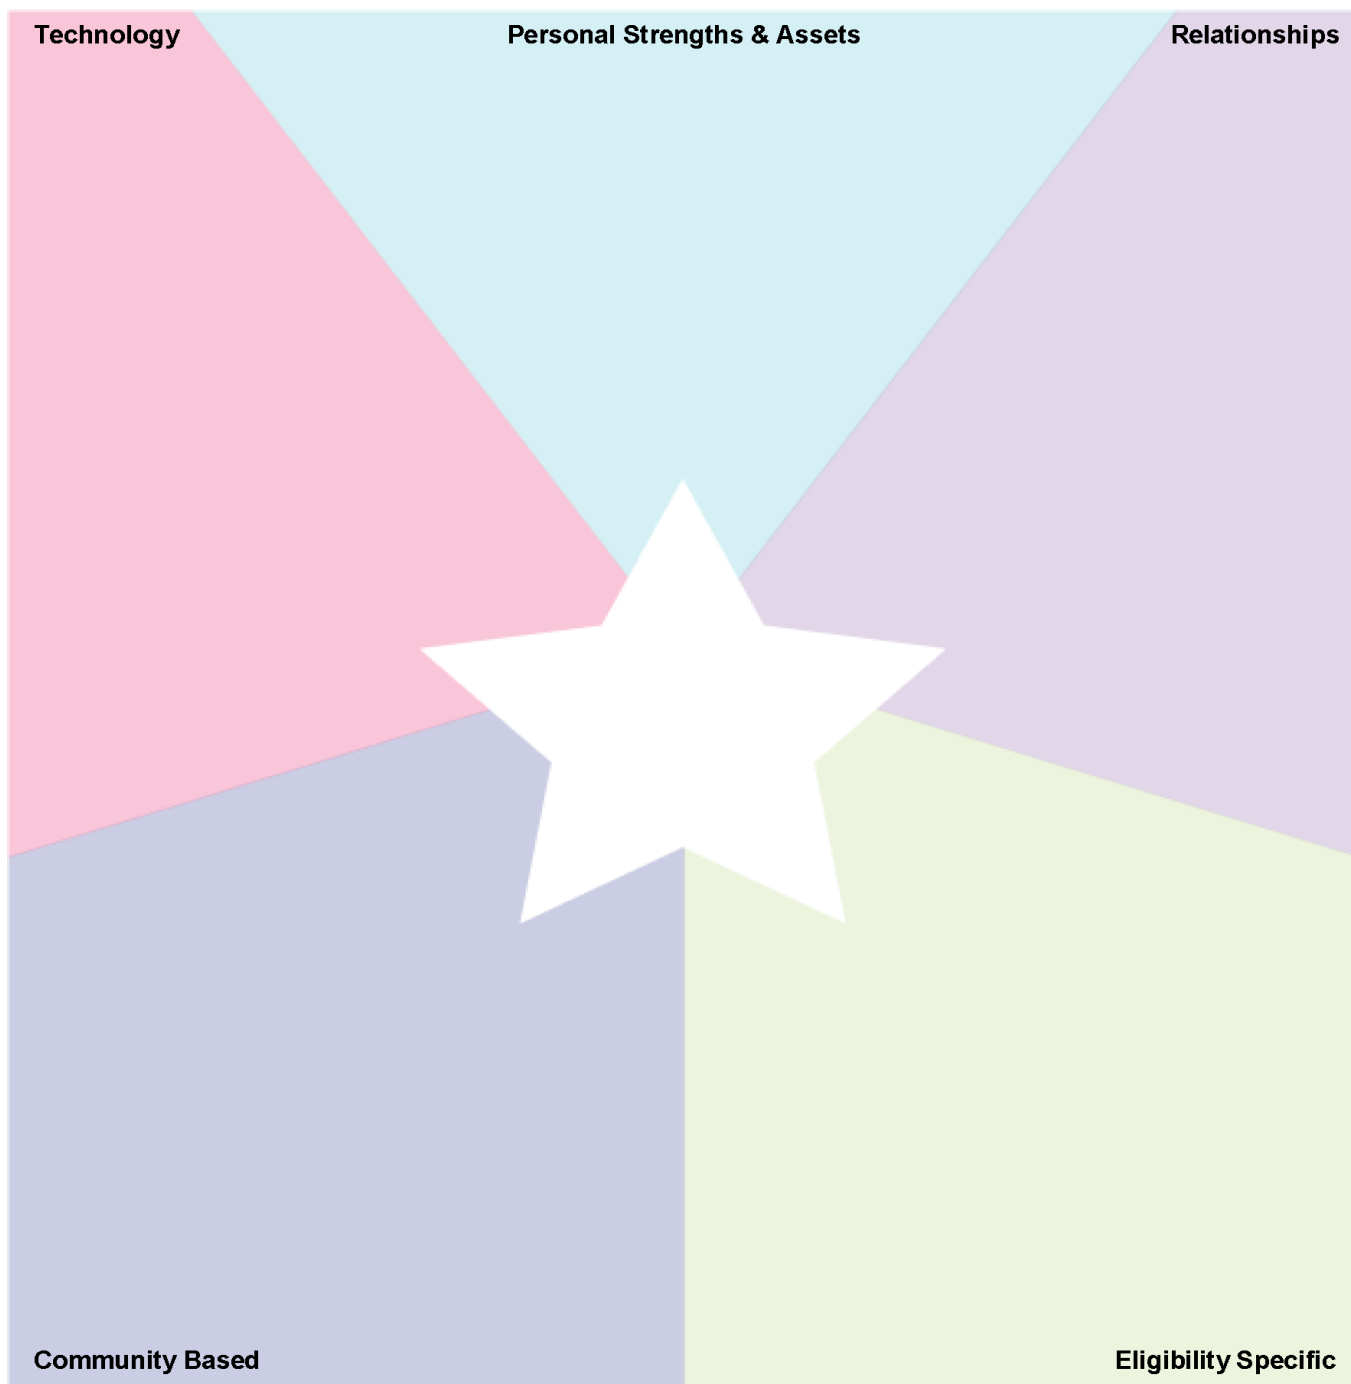 Technology
Personal Strengths & Assets
Relationships
Community Based
Eligibility Specific